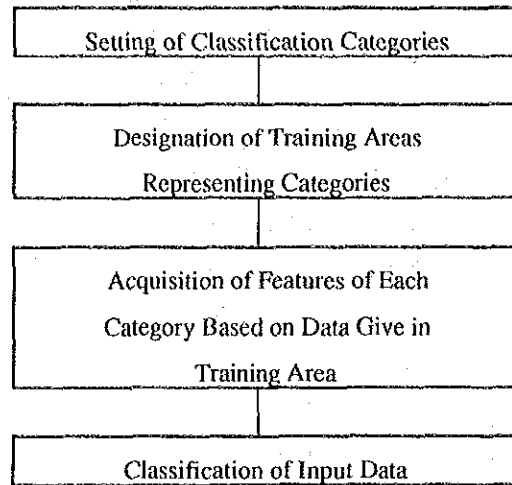 Setting of Classification Categories
Designation of Training Areas
Representing Categories
Acquisition of Features of Each
Category Based on Data Give in
Training Area
Classification of Input Data